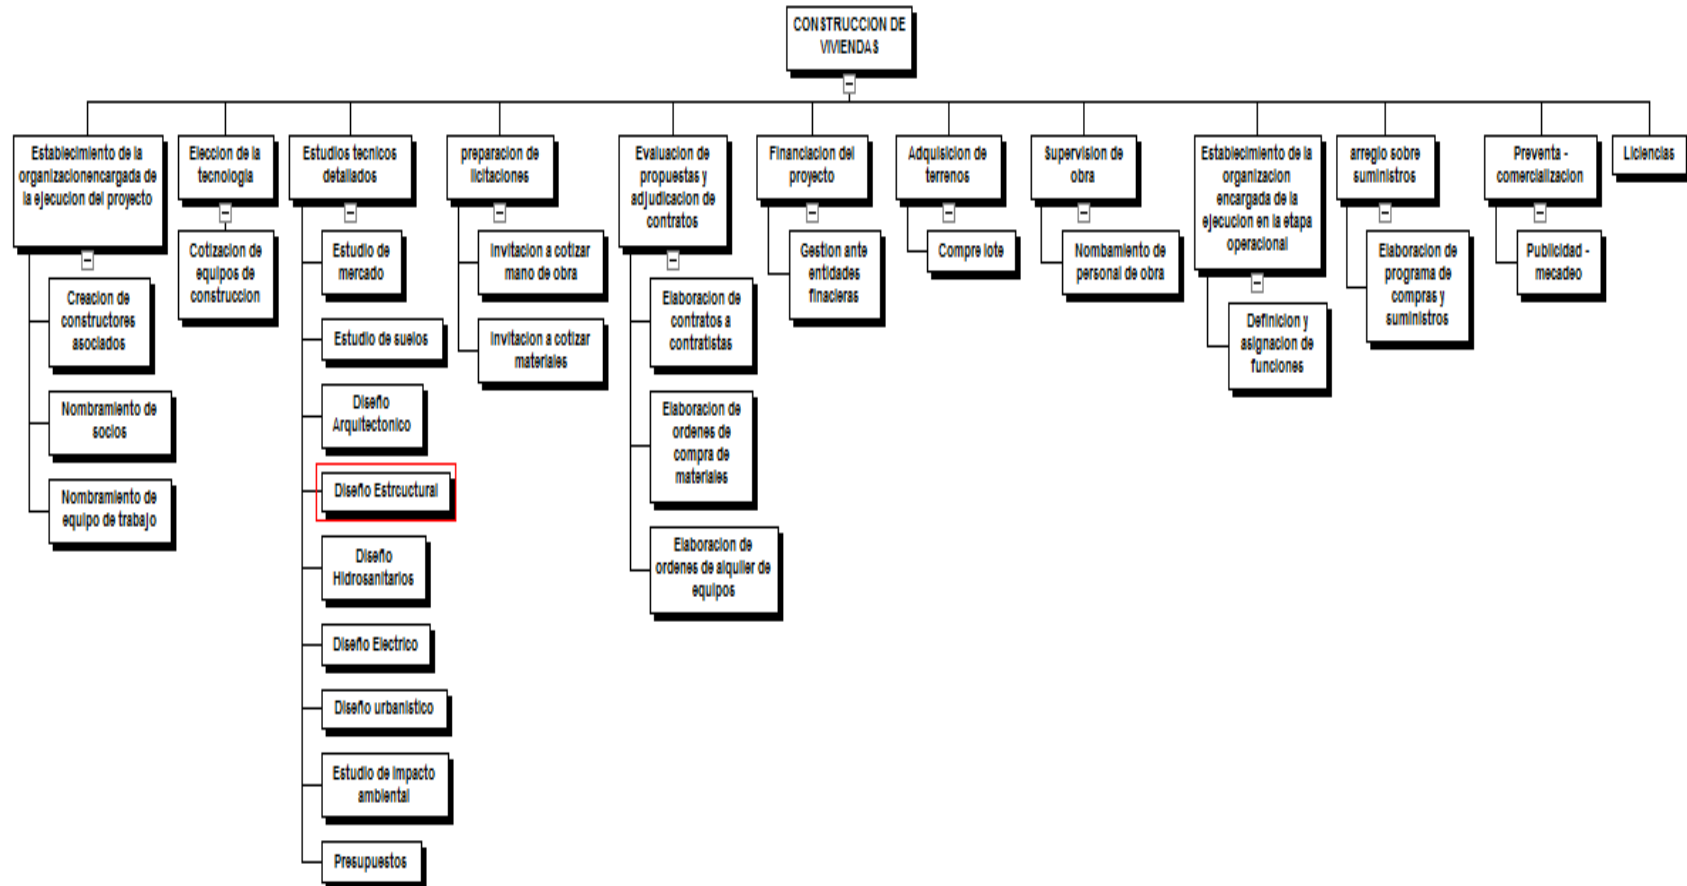 CONSTRUCCION DE
VIVIENDAS
Establecimiento de la
organizacionencargada de
la ejecucion del proyecto
Eleccion de la
tecnologia
Estudios tecnicos
detallados
preparacion de
licitaciones
Evaluacion de
propuestas y
adjudicacion de
contratos
Financiacion del
proyecto
Adquisicion de
terrenos
Supervision de
obra
Establecimiento de la
organizacion
encargada de la
ejecucion en la etapa
operacional
arreglo sobre
suministros
Preventa -
comercializacion
Liciencias
Creacion de
constructores
asociados
Nombramiento de
socios
Nombramiento de
equipo de trabajo
Cotizacion de
equipos de
construccion
Estudio de
mercado
Estudio de suelos
Diseño
Arquitectonico
Diseño Estrcuctural
Diseño
Hidrosanitarios
Diseño Electrico
Diseño urbanistico
Estudio de impacto
ambiental
Presupuestos
Invitacion a cotizar
mano de obra
Invitacion a cotizar
materiales
Elaboracion de
contratos a
contratistas
Elaboracion de
ordenes de
compra de
materiales
Elaboracion de
ordenes de alquiler de
equipos
Gestion ante
entidades
finacieras
Compre lote
Nombamiento de
personal de obra
Definicion y
asignacion de
funciones
Elaboracion de
programa de
compras y
suministros
Publicidad -
mecadeo